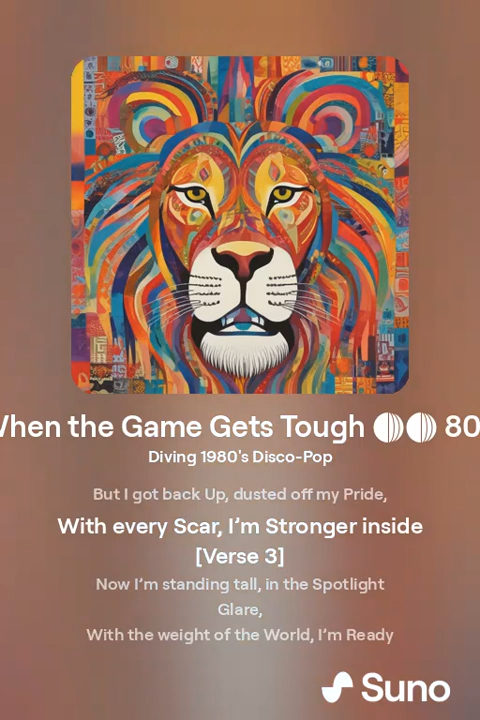 When the Game Gets Tough 80
Diving 1980's Disco-Pop
But I got back Up, dusted off my Pride,
With every Scar, I'm Stronger inside
[Verse 3]
Now I'm standing tall, in the Spotlight
Glare,
With the weight of the World, I'm Ready
Suno